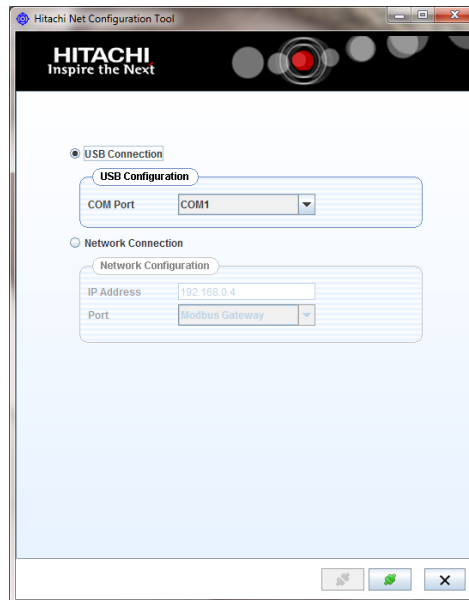 Hitachi Net Configuration Tool
HITACHI
Inspire the Next
USB Connection
USB Configuration
COM Port COM1
Network Connection
Network Configuration
IP Address 192.168.0.4
Port Modbus Gateway